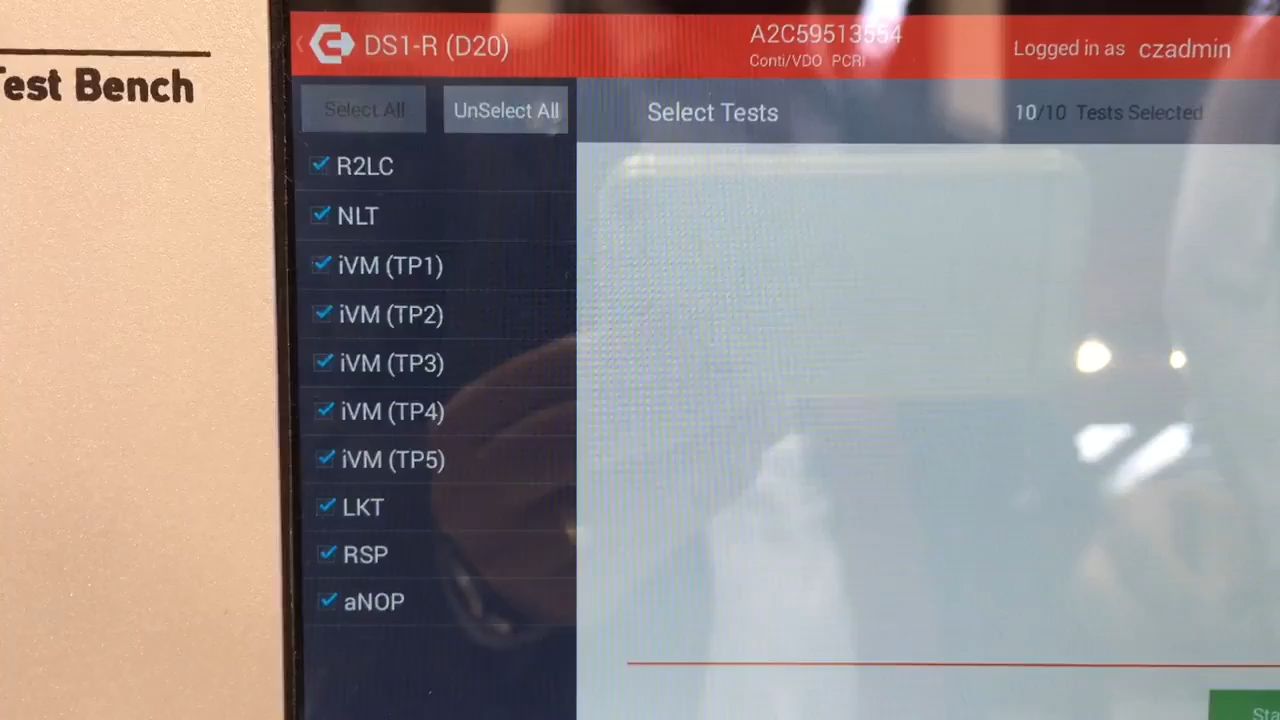 est Bench
DS1-R (D20)
A2C59513554
Conti/VDO PCRI
Logged in as czadmin
Select All
UnSelect All
Select Tests
10/10 Tests Selected
R2LC
NLT
iVM (TP1)
iVM (TP2)
iVM (TP3)
iVM (TP4)
iVM (TP5)
LKT
RSP
aNOP